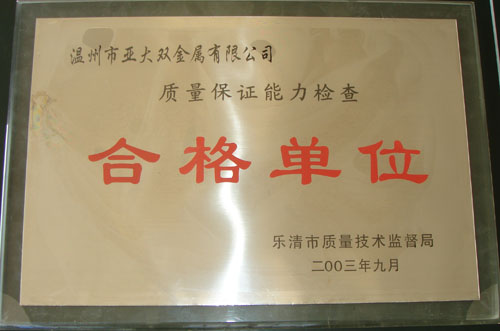 温州市亚大双金属有限公司
质量保证能力检查
合格单位
乐清市质量技术监督局
二〇〇三年九月